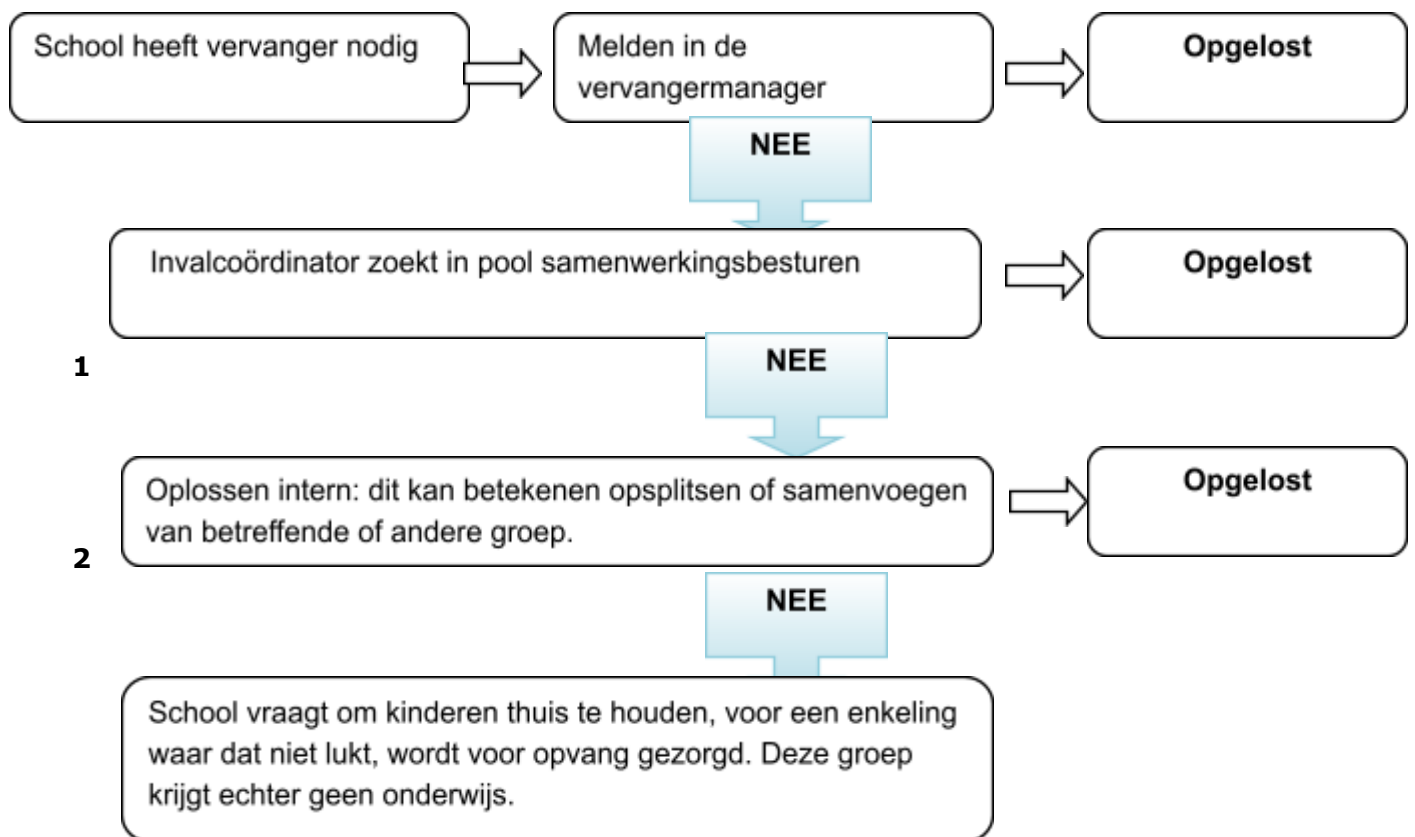 School heeft vervanger nodig
Melden in de
vervangermanager
Opgelost
NEE
Invalcoördinator zoekt in pool samenwerkingsbesturen
Opgelost
1
NEE
Oplossen intern: dit kan betekenen opsplitsen of samenvoegen
van betreffende of andere groep.
Opgelost
2
NEE
School vraagt om kinderen thuis te houden, voor een enkeling
waar dat niet lukt, wordt voor opvang gezorgd. Deze groep
krijgt echter geen onderwijs.